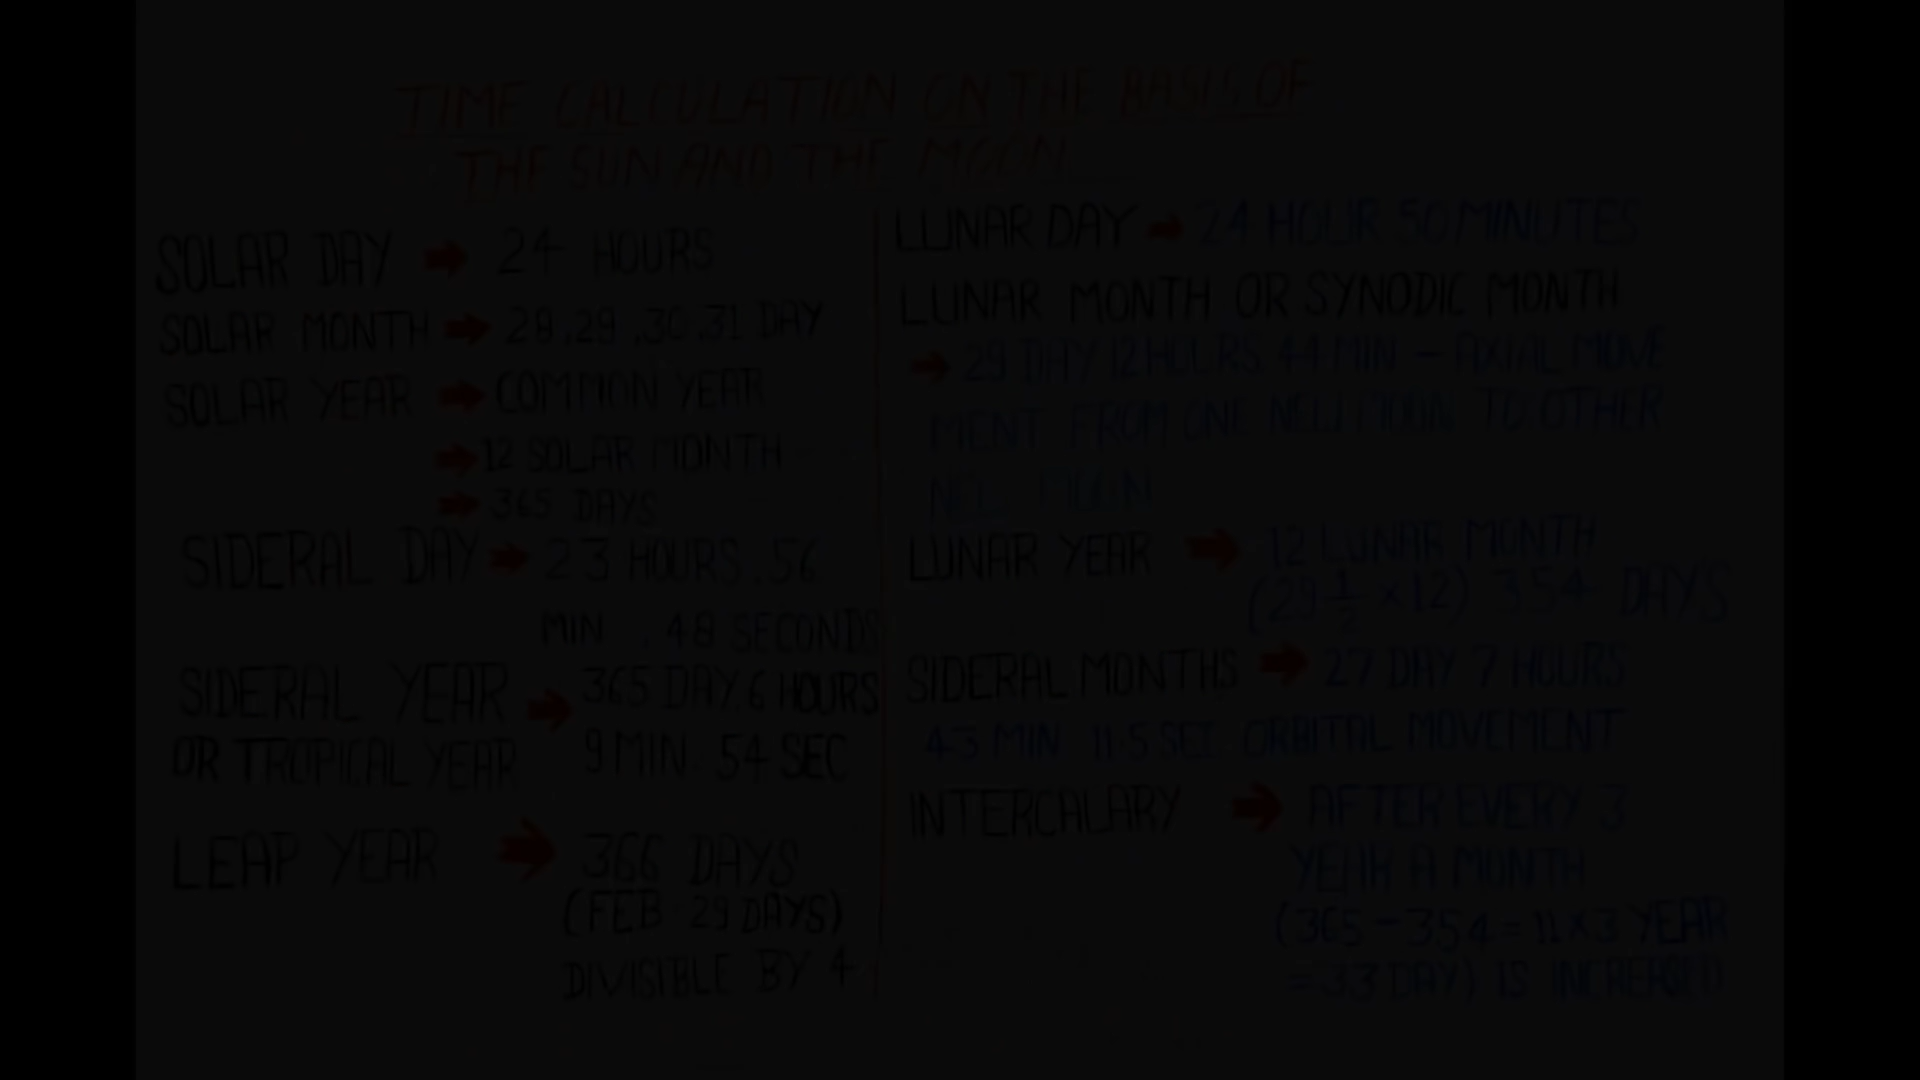 TIME CALCULATION ON THE BASIS OF
THE SUN AND THE MOON
SOLAR DAY ➡ 24 HOURS
SOLAR MONTH ➡ 28,29,30,31 DAY
SOLAR YEAR ➡ COMMON YEAR
➡ 12 SOLAR MONTH
➡ 365 DAYS
SIDERAL DAY ➡ 23 HOURS.56
MIN . 48 SECONDS
SIDERAL YEAR ➡ 365 DAY.6 HOURS
OR TROPICAL YEAR 9 MIN. 54 SEC
LEAP YEAR ➡ 366 DAYS
(FEB 29 DAYS)
DIVISIBLE BY 4
LUNAR DAY ➡ 24 HOUR 50 MINUTES
LUNAR MONTH OR SYNODIC MONTH
➡ 29 DAY 12 HOURS 44 MIN - AXIAL MOVE
MENT FROM ONE NEW MOON TO OTHER
NEW MOON
LUNAR YEAR ➡ 12 LUNAR MONTH
(29 1/2 ×12) 354 DAYS
SIDERAL MONTHS ➡ 27 DAY 7 HOURS
43 MIN 11.5 SEC. ORBITAL MOVEMENT
INTERCALARY ➡ AFTER EVERY 3
YEAR A MONTH
(365-354=11×3 YEAR
=33 DAY) IS